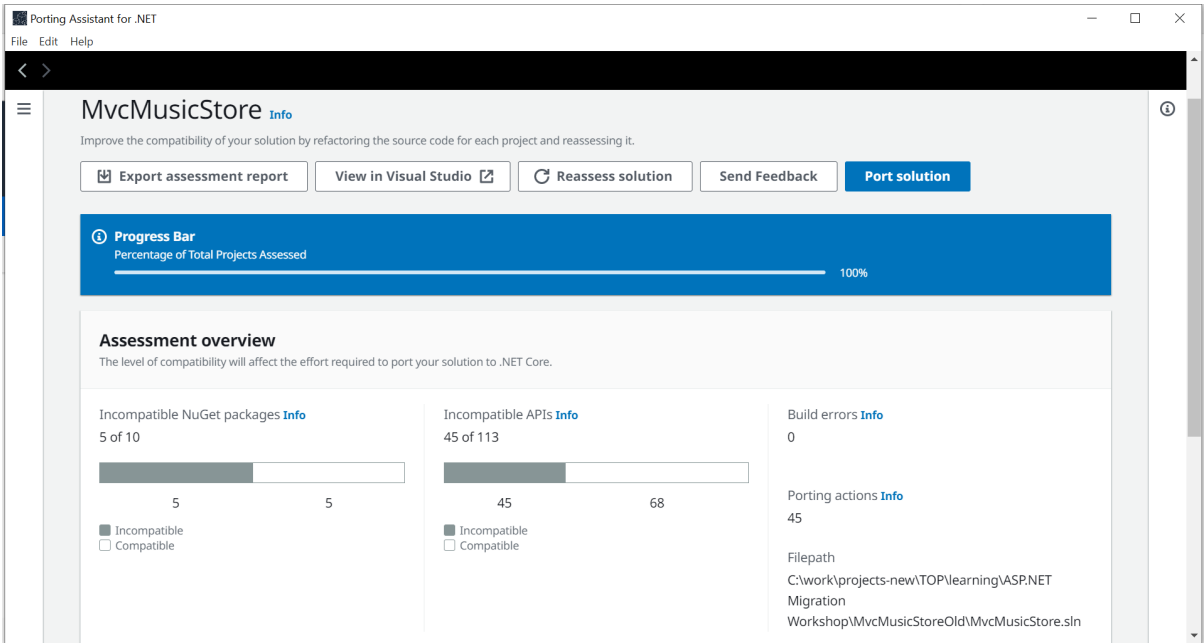 Porting Assistant for .NET
File Edit Help
MvcMusicStore Info
Improve the compatibility of your solution by refactoring the source code for each project and reassessing it.
Export assessment report View in Visual Studio Reassess solution Send Feedback Port solution
Progress Bar
Percentage of Total Projects Assessed
100%
Assessment overview
The level of compatibility will affect the effort required to port your solution to .NET Core.
Incompatible NuGet packages Info
5 of 10
5 5
Incompatible
Compatible
Incompatible APIs Info
45 of 113
45 68
Incompatible
Compatible
Build errors Info
0
Porting actions Info
45
Filepath
C:\work\projects-new\TOP\learning\ASP.NET
Migration
Workshop\MvcMusicStoreOld\MvcMusicStore.sln